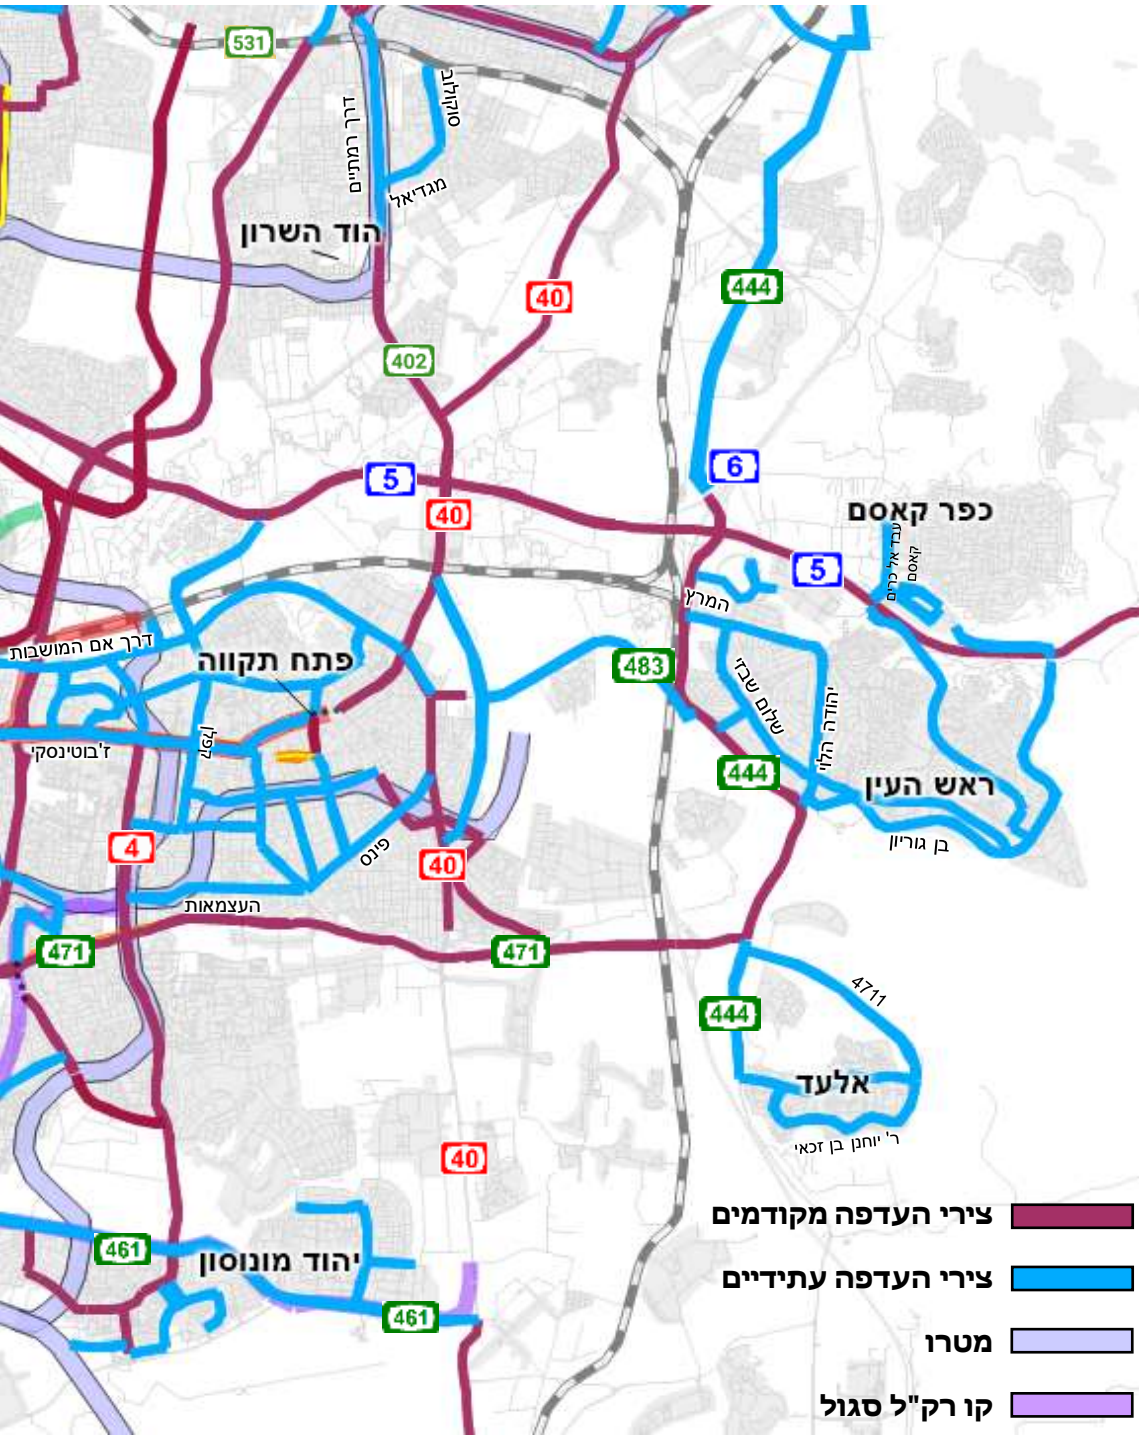 531
סוקולוב
דרך רמתיים
מגדיאל
הוד השרון
444
40
402
6
5
כפר קאסם
40
עבד אל כרים
קאסם
5
המרץ
דרך אם המושבות
פתח תקווה
483
שלום שבזי
יהודה הלוי
ז'בוטינסקי
קפלן
444
ראש העין
4
40
פינס
בן גוריון
העצמאות
471
471
4711
444
אלעד
ר' יוחנן בן זכאי
40
צירי העדפה מקודמים
461
יהוד מונוסון
צירי העדפה עתידיים
461
מטרו
קו רק"ל סגול